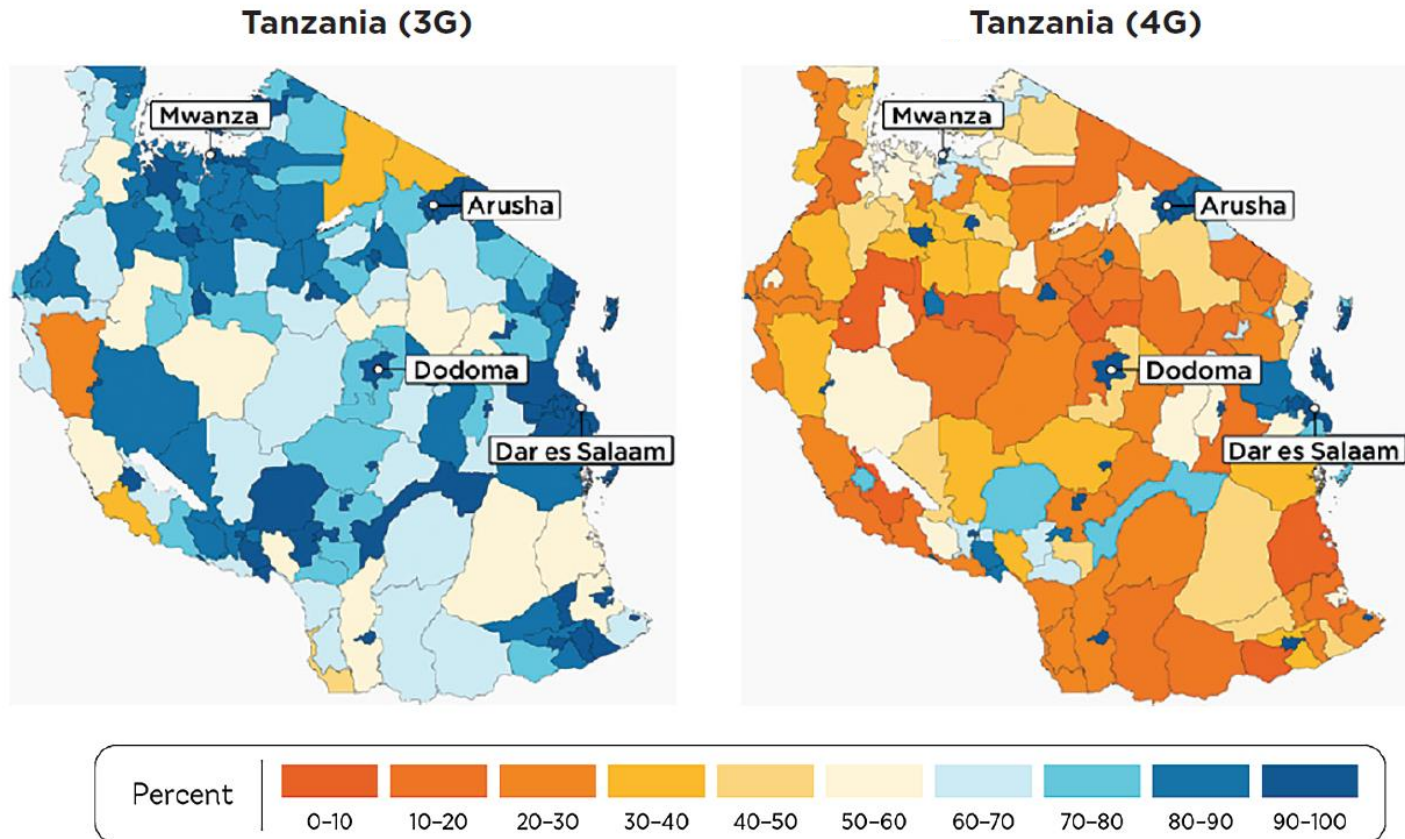 Tanzania (3G)
Tanzania (4G)
Mwanza
Arusha
Dodoma
Dar es Salaam
Mwanza
Arusha
Dodoma
Dar es Salaam
Percent
0–10 10–20 20–30 30–40 40–50 50–60 60–70 70–80 80–90 90–100